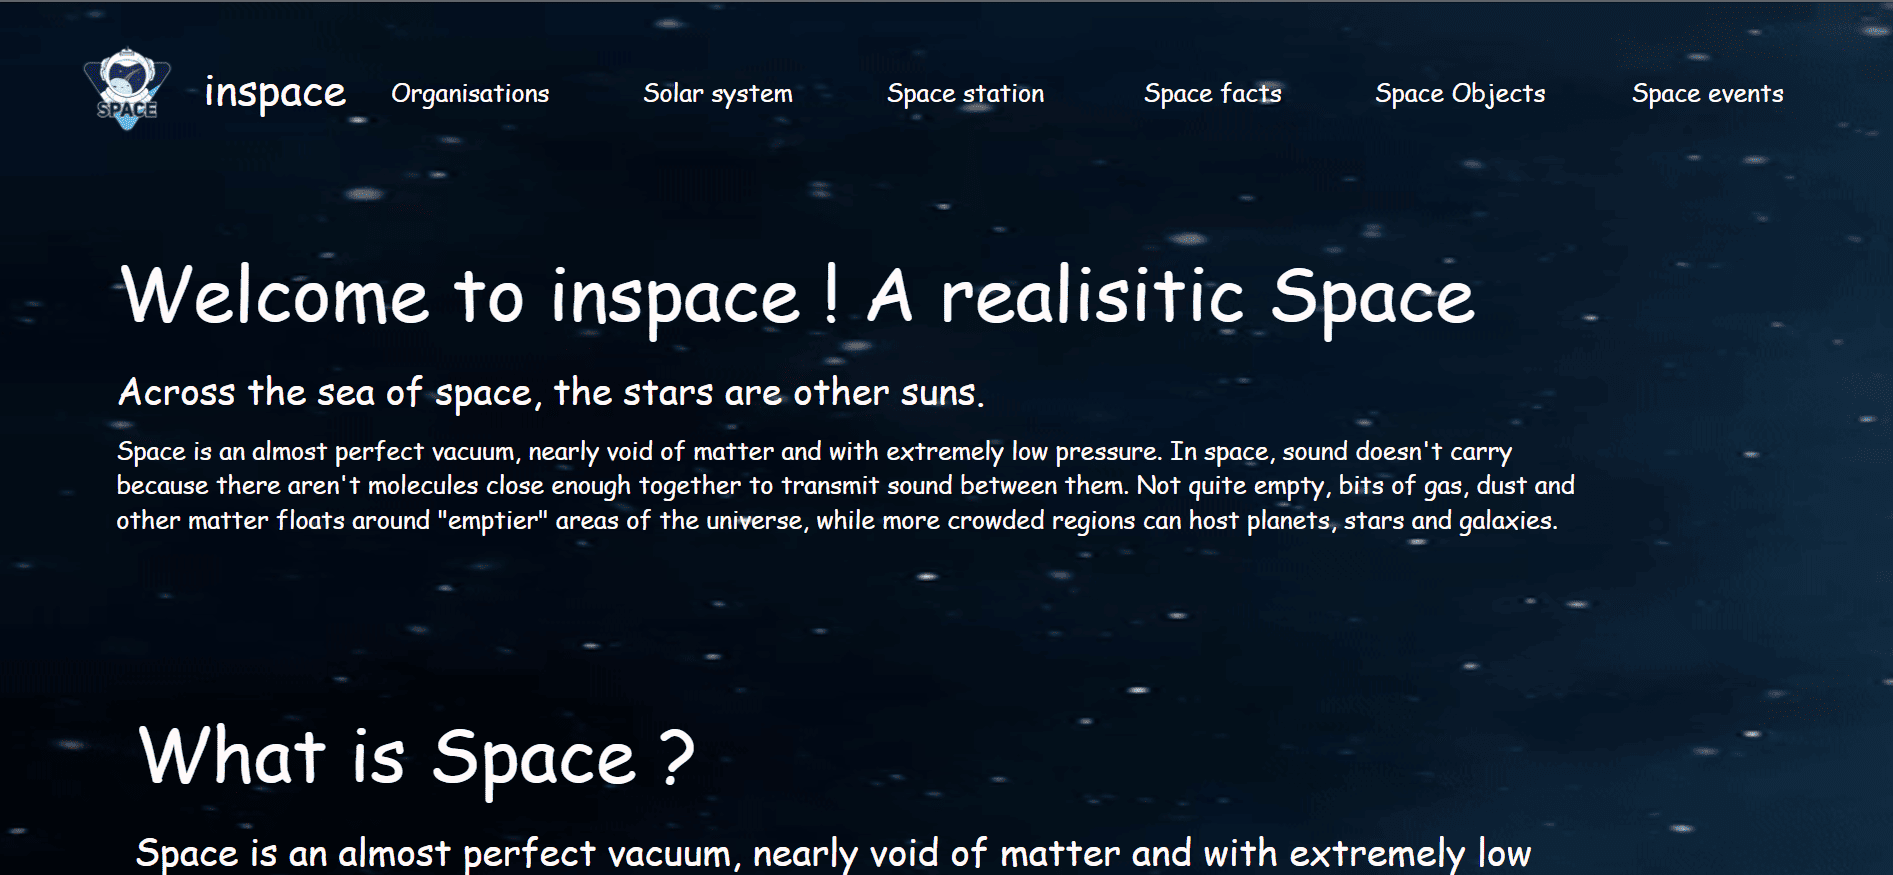 SPACE
inspace
Organisations
Solar system
Space station
Space facts
Space Objects
Space events
Welcome to inspace ! A realisitic Space
Across the sea of space, the stars are other suns.
Space is an almost perfect vacuum, nearly void of matter and with extremely low pressure. In space, sound doesn't carry
because there aren't molecules close enough together to transmit sound between them. Not quite empty, bits of gas, dust and
other matter floats around "emptier" areas of the universe, while more crowded regions can host planets, stars and galaxies.
What is Space ?
Space is an almost perfect vacuum, nearly void of matter and with extremely low